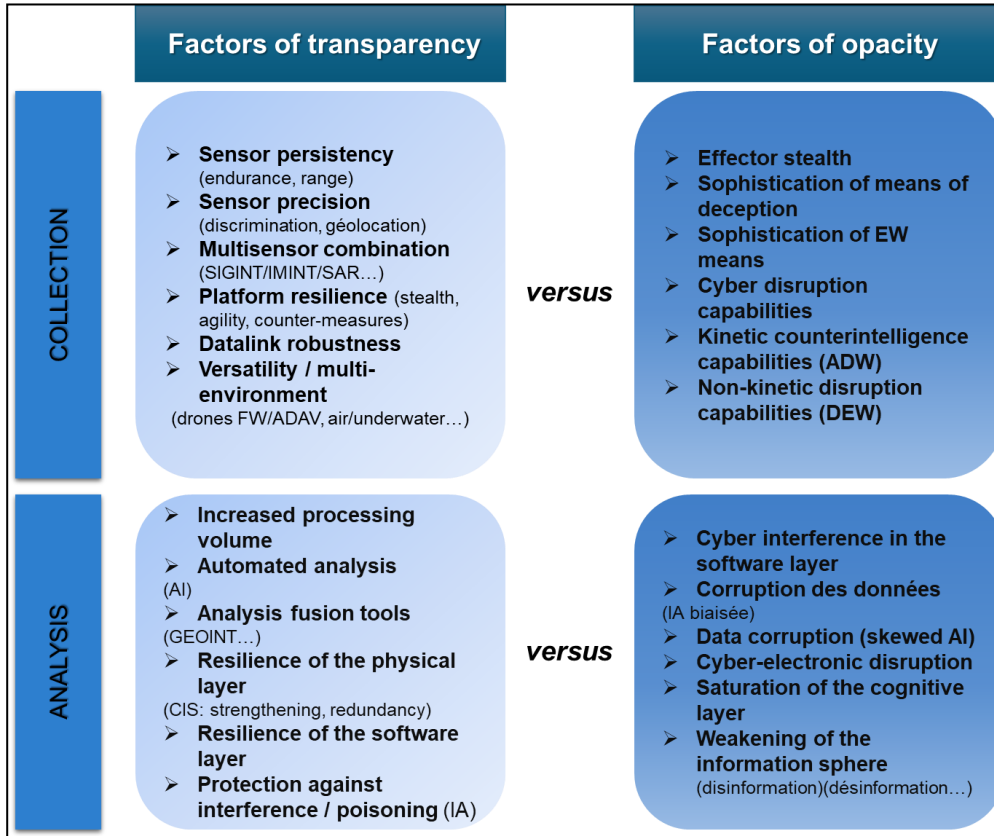 Factors of transparency
Factors of opacity
COLLECTION
➢ Sensor persistency
(endurance, range)
➢ Sensor precision
(discrimination, géolocation)
➢ Multisensor combination
(SIGINT/IMINT/SAR…)
➢ Platform resilience (stealth,
agility, counter-measures)
➢ Datalink robustness
➢ Versatility / multi-
environment
(drones FW/ADAV, air/underwater…)
versus
➢ Effector stealth
➢ Sophistication of means of
deception
➢ Sophistication of EW
means
➢ Cyber disruption
capabilities
➢ Kinetic counterintelligence
capabilities (ADW)
➢ Non-kinetic disruption
capabilities (DEW)
ANALYSIS
➢ Increased processing
volume
➢ Automated analysis
(AI)
➢ Analysis fusion tools
(GEOINT…)
➢ Resilience of the physical
layer
(CIS: strengthening, redundancy)
➢ Resilience of the software
layer
➢ Protection against
interference / poisoning (IA)
versus
➢ Cyber interference in the
software layer
➢ Corruption des données
(IA biaisée)
➢ Data corruption (skewed AI)
➢ Cyber-electronic disruption
➢ Saturation of the cognitive
layer
➢ Weakening of the
information sphere
(disinformation)(désinformation…)